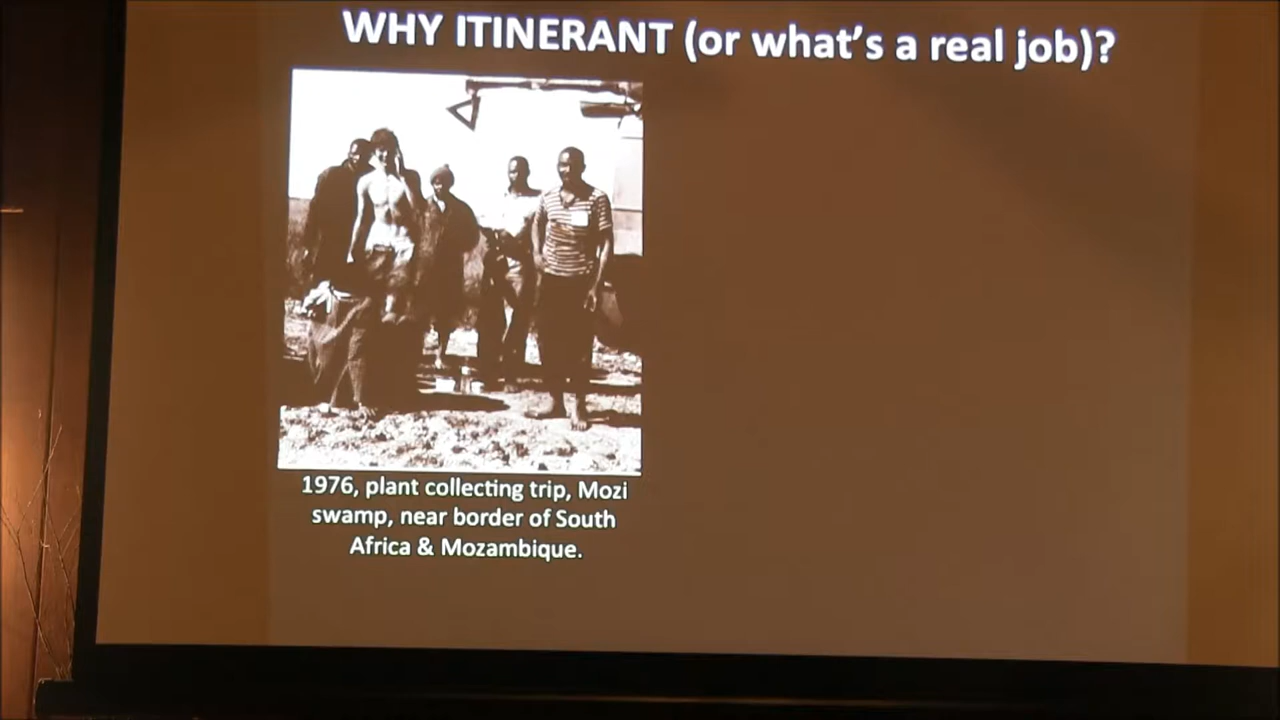 WHY ITINERANT (or what's a real job)?
1976, plant collecting trip, Mozi
swamp, near border of South
Africa & Mozambique.